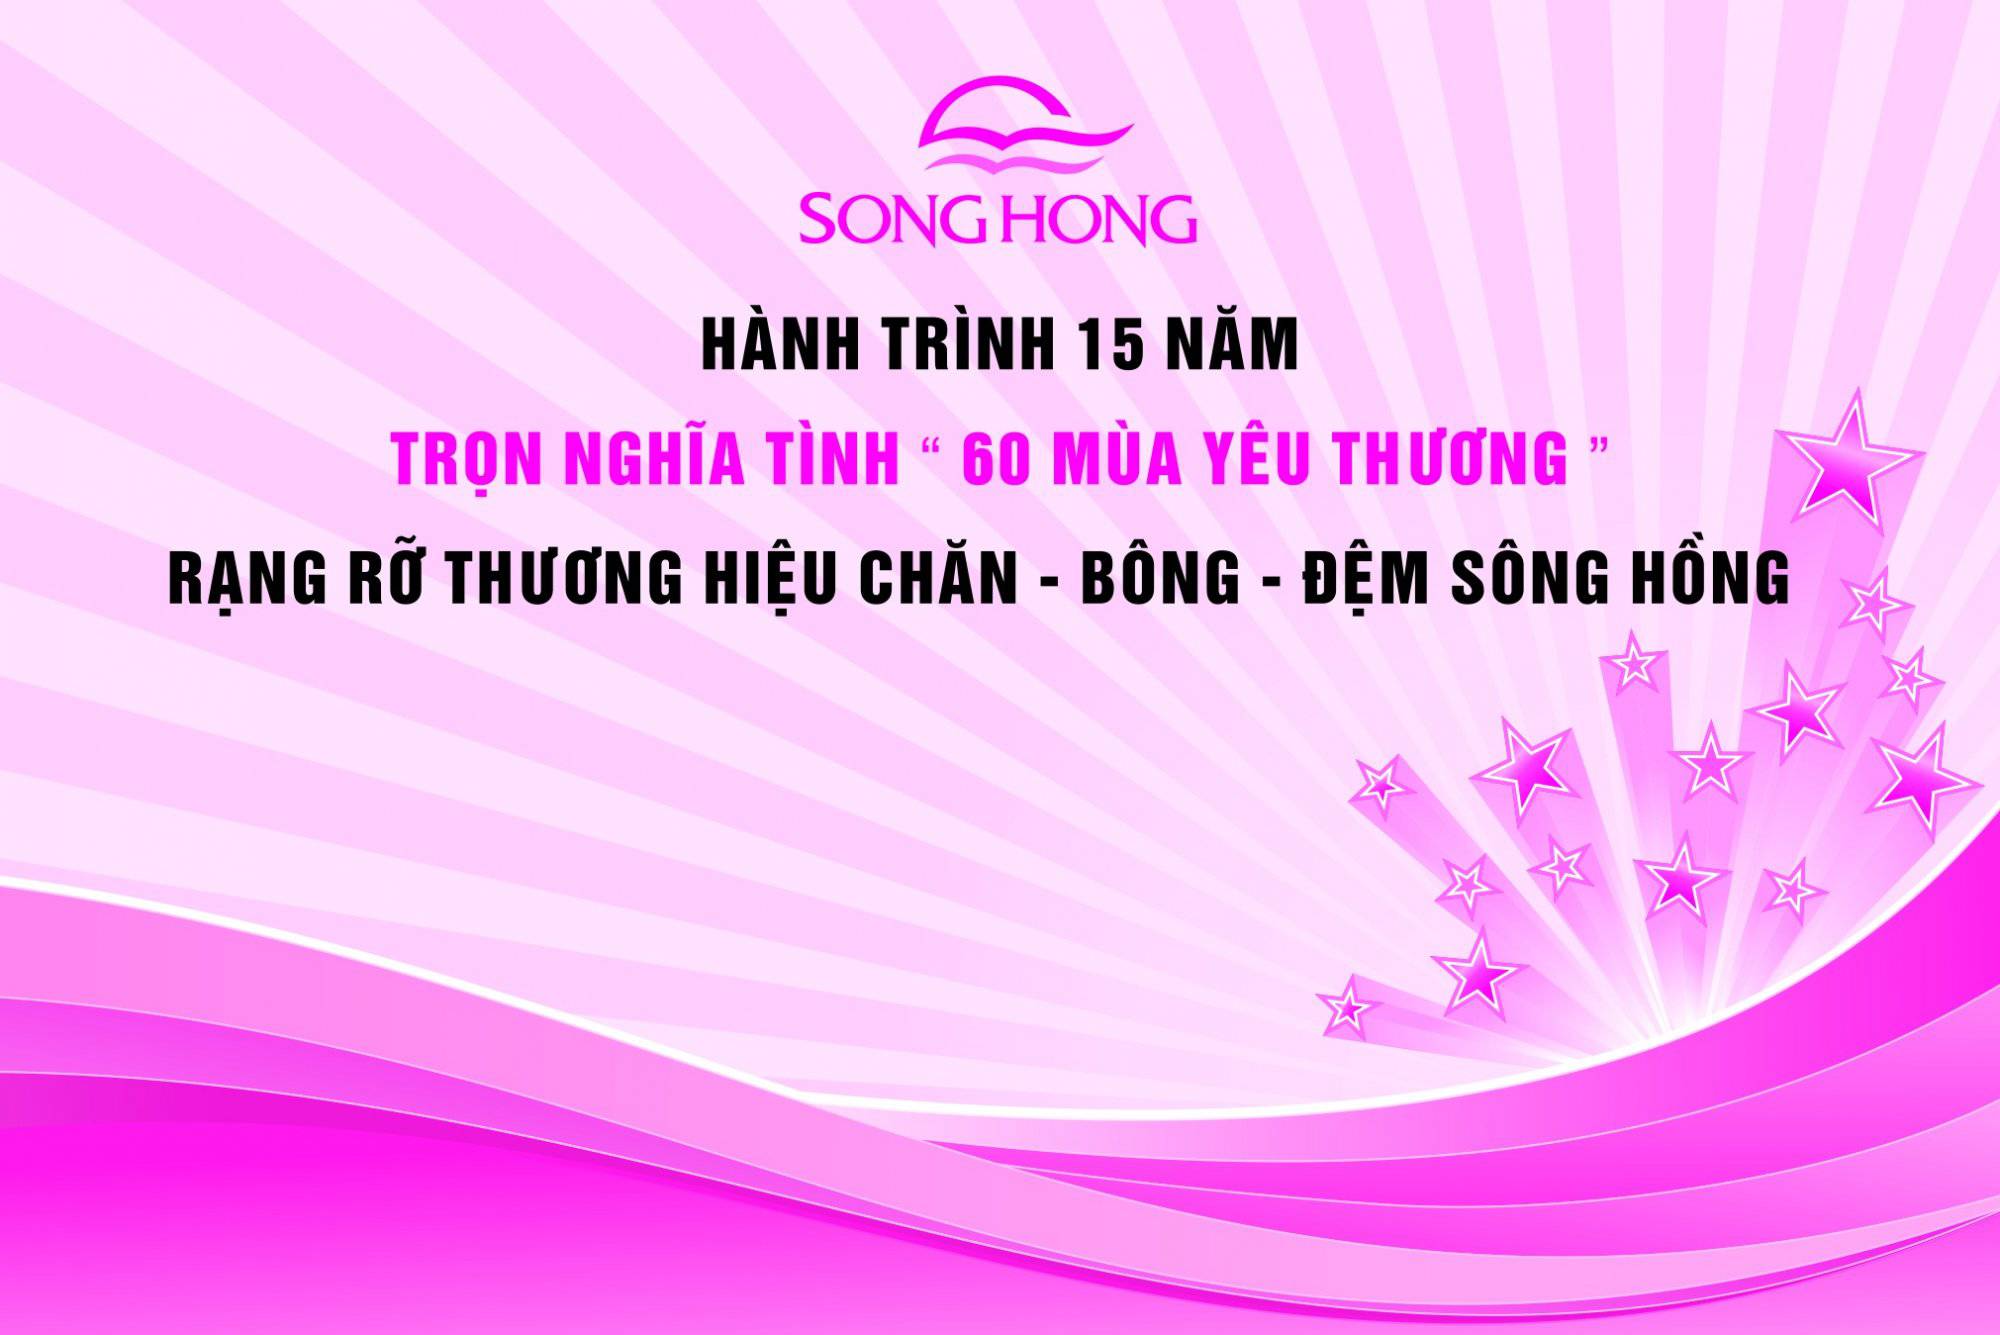 SONG HONG
HÀNH TRÌNH 15 NĂM
TRỌN NGHĨA TÌNH “ 60 MÙA YÊU THƯƠNG ”
RẠNG RỠ THƯƠNG HIỆU CHĂN - BÔNG - ĐỆM SÔNG HỒNG